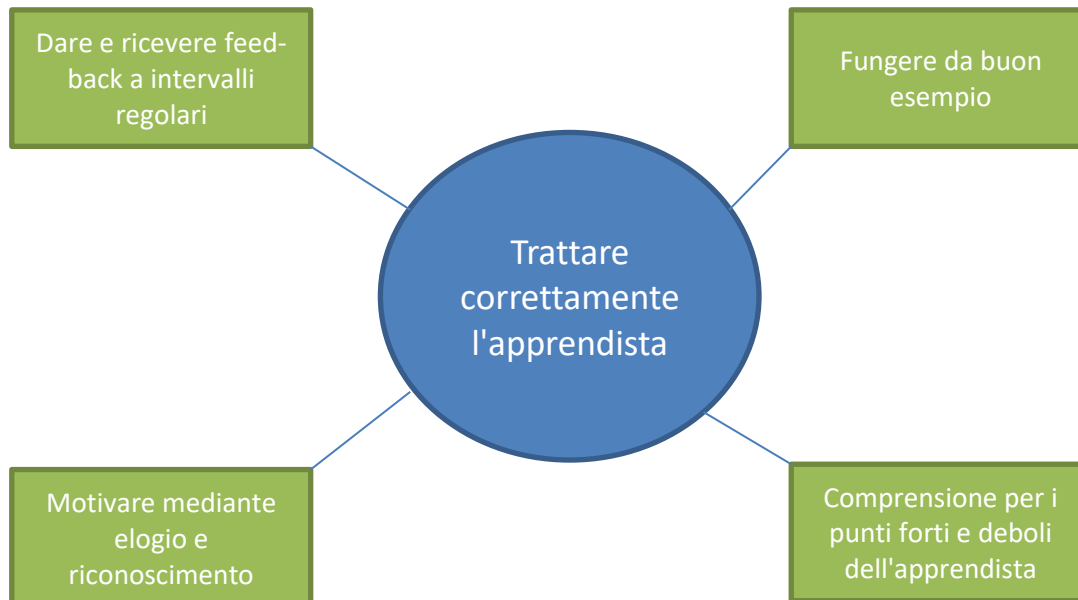 Dare e ricevere feed-
back a intervalli
regolari
Fungere da buon
esempio
Trattare
correttamente
l'apprendista
Motivare mediante
elogio e
riconoscimento
Comprensione per i
punti forti e deboli
dell'apprendista